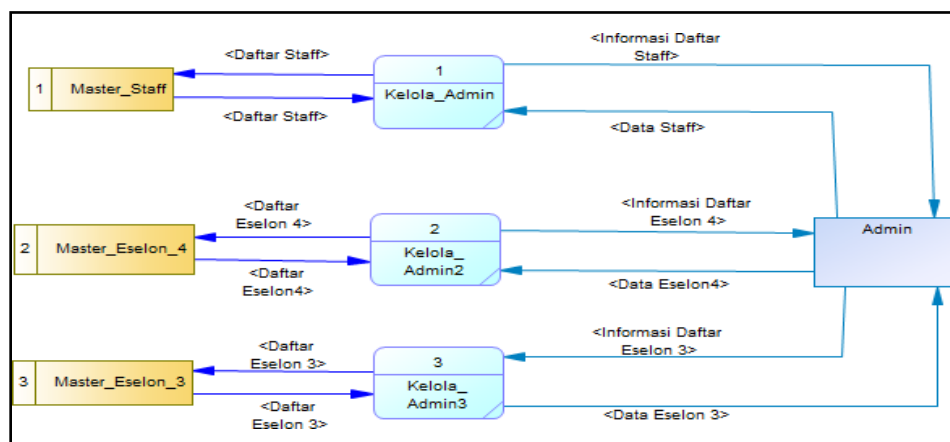 <Informasi Daftar
Staff>
<Daftar Staff>
1
1
Master_Staff
Kelola_Admin
<Daftar Staff>
<Data Staff>
<Daftar
Eselon 4>
<Informasi Daftar
Eselon 4>
2
Admin
2
Master_Eselon_4
Kelola_
Admin2
<Daftar
Eselon4>
<Data Eselon4>
<Daftar
Eselon 3>
<Informasi Daftar
Eselon 3>
3
3
Master_Eselon_3
Kelola_
Admin3
<Daftar
Eselon 3>
<Data Eselon 3>